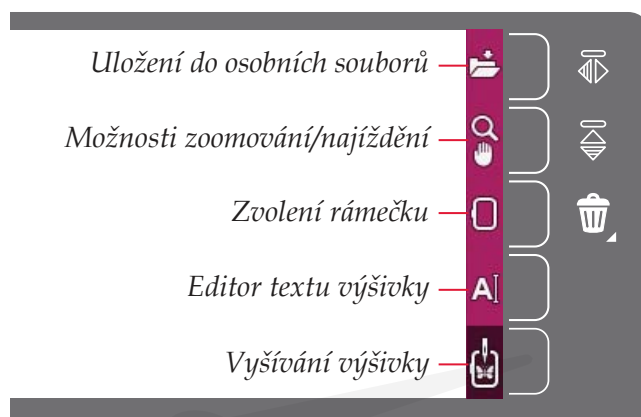 Uložení do osobních souborů
Možnosti zoomování/najíždění
Zvolení rámečku
Editor textu výšivky
A
Vyšívání výšivky